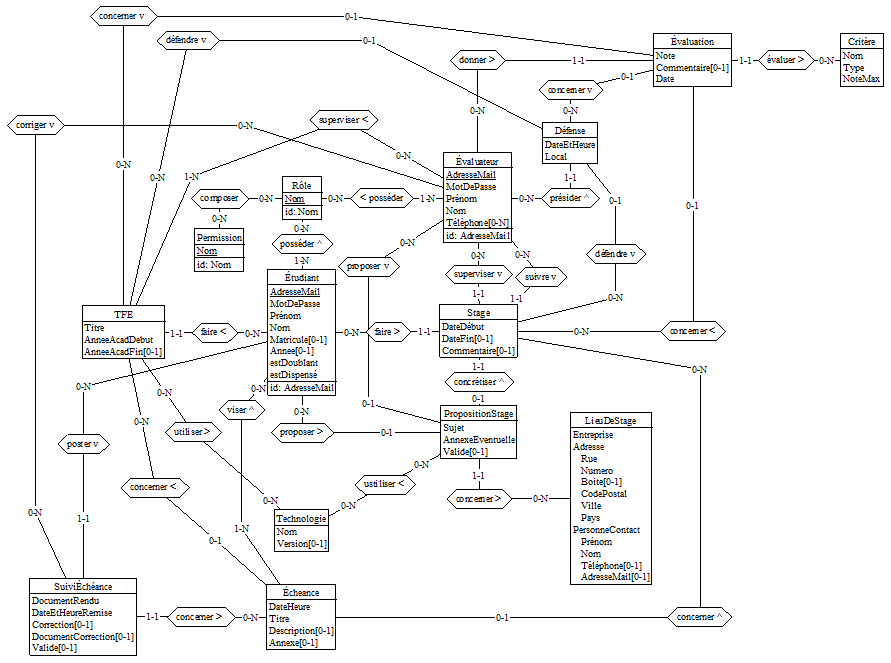 concerner v
0-1
défendre v
0-1
Évaluation
Note
Commentaire[0-1]
Date
Critère
Nom
Type
NoteMax
donner >
1-1
1-1
évaluer >
0-N
0-1
concerner v
0-N
0-N
corriger v
0-N
superviser <
Défense
DateEtHeure
Local
0-N
0-N
0-N
1-N
Évaluateur
AdresseMail
MotDePasse
Prénom
Nom
Téléphone[0-N]
id: AdresseMail
1-1
0-N
président ^
composer
0-N
Rôle
Nom
id: Nom
0-N
< posséder
1-N
0-1
0-1
0-N
Permission
Nom
id: Nom
0-N
posséder ^
1-N
0-N
0-N
0-N
défendre v
proposer v
superviser v
suivre v
Étudiant
AdresseMail
MotDePasse
Prénom
Nom
Matricule[0-1]
Annee[0-1]
estDoublant
estDispensé
id: AdresseMail
1-1
1-1
0-N
TFE
Titre
AnneeAcadDebut
AnneeAcadFin[0-1]
1-1
faire <
0-N
0-N
faire >
1-1
Stage
DateDébut
DateFin[0-1]
Commentaire[0-1]
0-N
concerner <
1-1
concrétiser ^
0-1
0-N
0-N
0-N
0-N
0-N
viser ^
0-N
0-1
PropositionStage
Sujet
AnnexeEventuelle
Valide[0-1]
LieuDeStage
Entreprise
Adresse
Rue
Numero
Boite[0-1]
CodePostal
Ville
Pays
PersonneContact
Prénom
Nom
Téléphone[0-1]
AdresseMail[0-1]
utiliser >
proposer >
0-1
poster v
0-N
1-1
concerner <
ustiliser <
concerner >
0-N
0-N
0-N
0-N
1-1
Technologie
Nom
Version[0-1]
1-N
0-1
SuiviÉchéance
DocumentRendu
DateEtHeureRemise
Correction[0-1]
DocumentCorrection[0-1]
Valide[0-1]
1-1
concerner >
0-N
Écheance
DateHeure
Titre
Description[0-1]
Annexe[0-1]
0-1
concerner ^